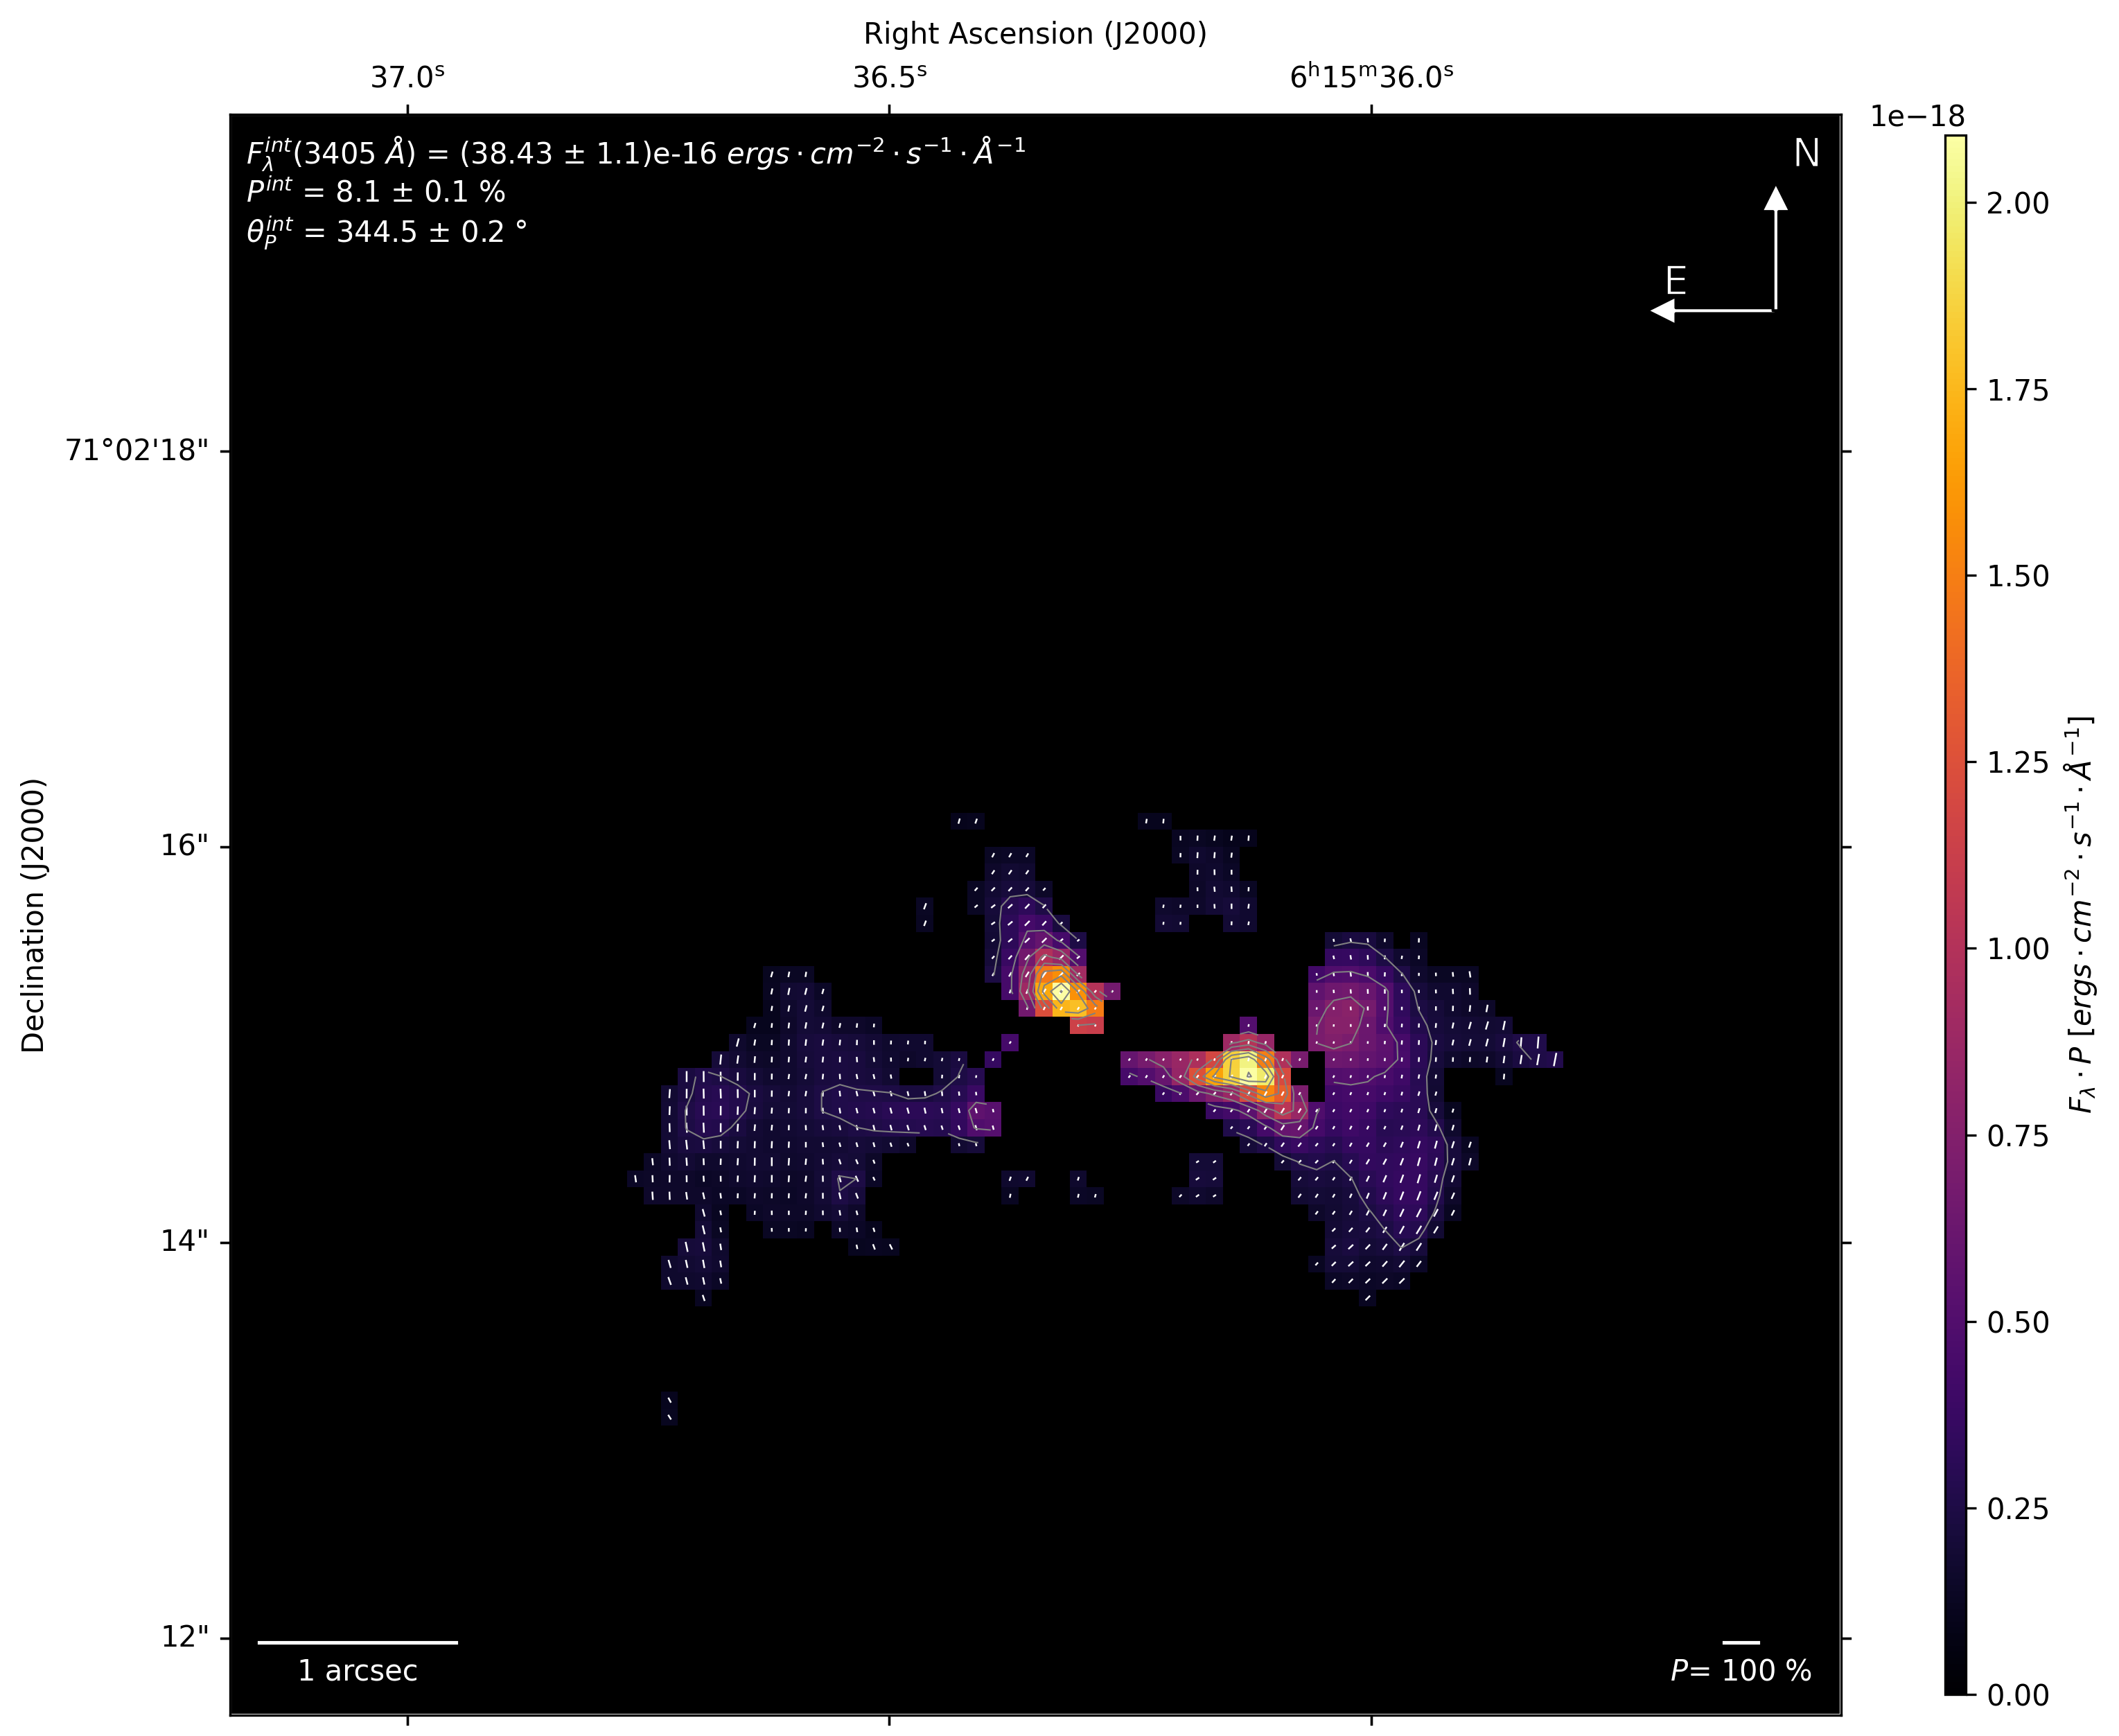 Right Ascension (J2000)
37.0ˢ 36.5ˢ 6ʰ15ᵐ36.0ˢ
1e−18
F_λ^int(3405 Å) = (38.43 ± 1.1)e-16 ergs · cm⁻² · s⁻¹ · Å⁻¹
P^int = 8.1 ± 0.1 %
θ_P^int = 344.5 ± 0.2 °
N
E
71°02'18"
16"
14"
12"
Declination (J2000)
1 arcsec
P= 100 %
2.00
1.75
1.50
1.25
1.00
0.75
0.50
0.25
0.00
F_λ · P [ergs · cm⁻² · s⁻¹ · Å⁻¹]